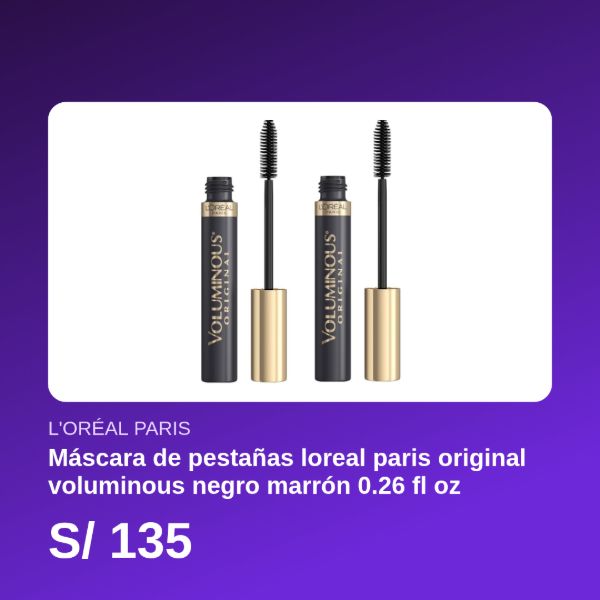 L'ORÉAL
PARIS
VOLUMINOUS®
ORIGINAL
L'ORÉAL
PARIS
VOLUMINOUS®
ORIGINAL
L'ORÉAL PARIS
Máscara de pestañas loreal paris original
voluminous negro marrón 0.26 fl oz
S/ 135